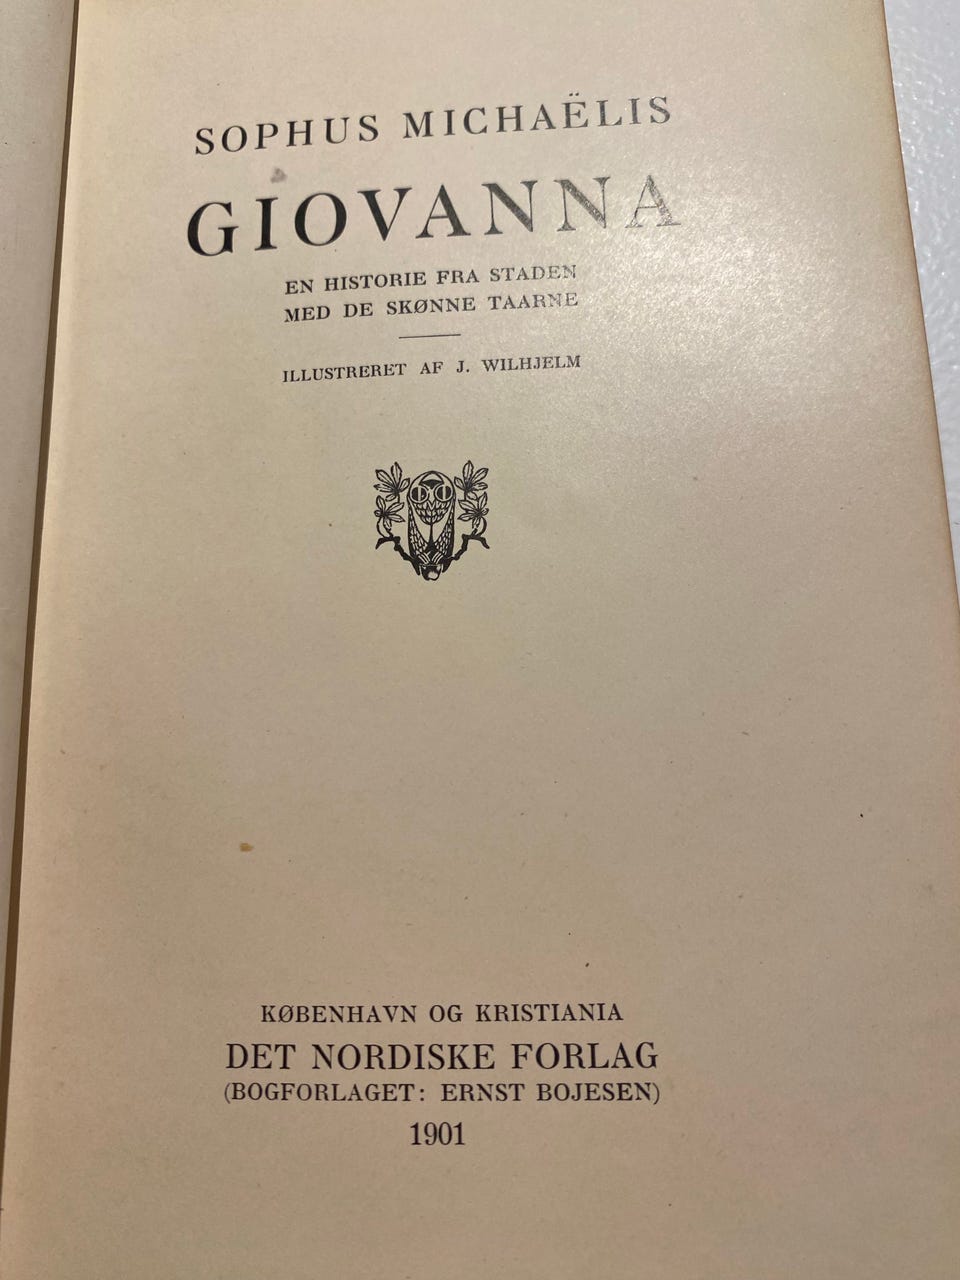 SOPHUS MICHAËLIS
GIOVANNA
EN HISTORIE FRA STADEN
MED DE SKØNNE TAARNE
ILLUSTRERET AF J. WILHJELM
KØBENHAVN OG KRISTIANIA
DET NORDISKE FORLAG
(BOGFORLAGET: ERNST BOJESEN)
1901